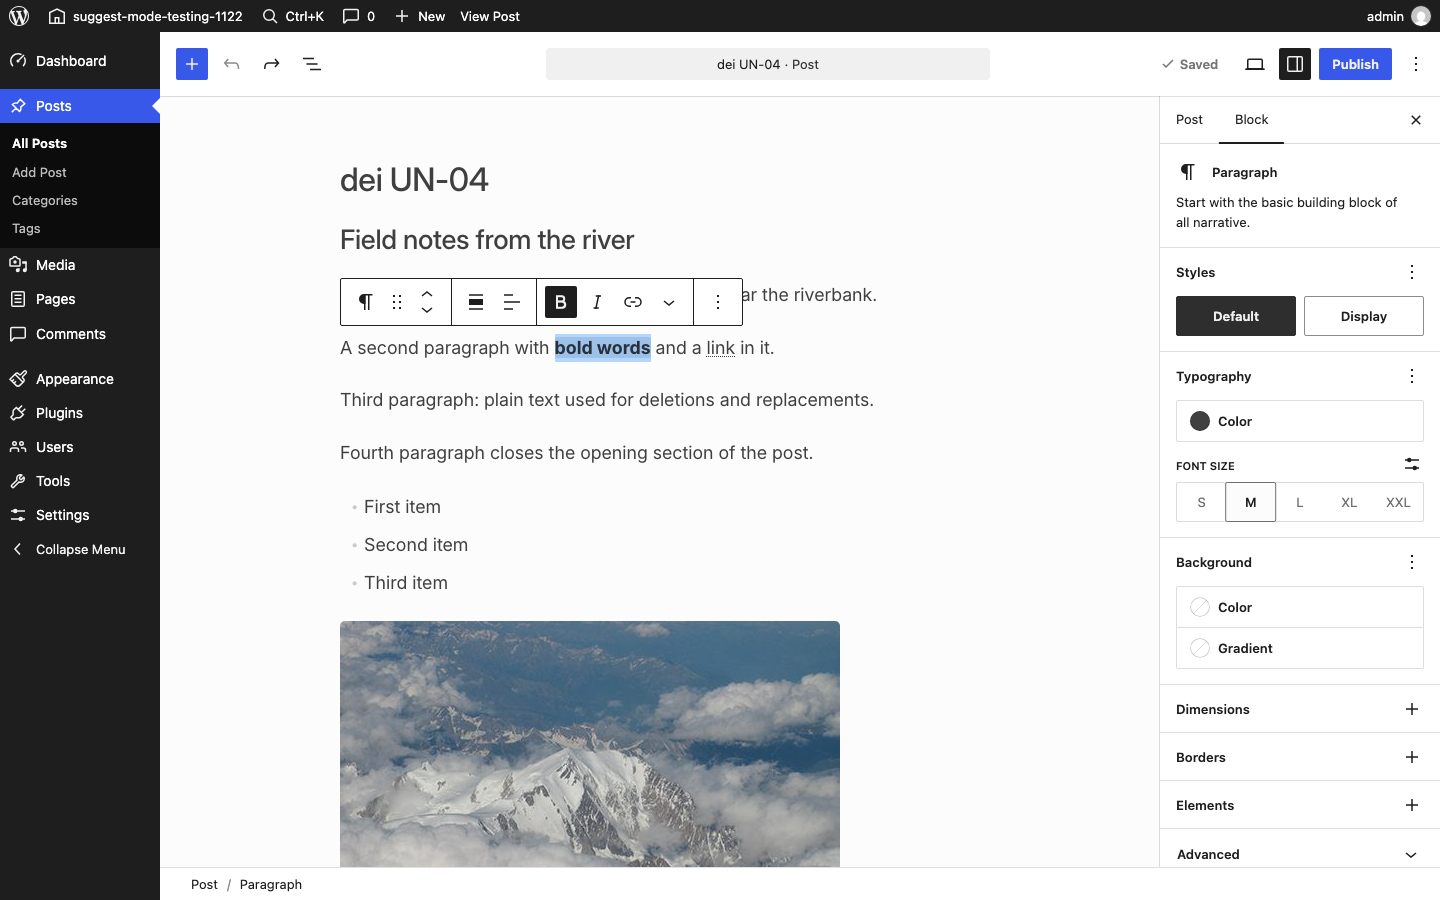 suggest-mode-testing-1122
Ctrl+K
0
New
View Post
admin
Dashboard
Posts
All Posts
Add Post
Categories
Tags
Media
Pages
Comments
Appearance
Plugins
Users
Tools
Settings
Collapse Menu
dei UN-04 · Post
Saved
Publish
dei UN-04
Field notes from the river
ar the riverbank.
B I
A second paragraph with bold words and a link in it.
Third paragraph: plain text used for deletions and replacements.
Fourth paragraph closes the opening section of the post.
• First item
• Second item
• Third item
Post
Block
Paragraph
Start with the basic building block of
all narrative.
Styles
Default
Display
Typography
Color
FONT SIZE
S M L XL XXL
Background
Color
Gradient
Dimensions
Borders
Elements
Advanced
Post / Paragraph